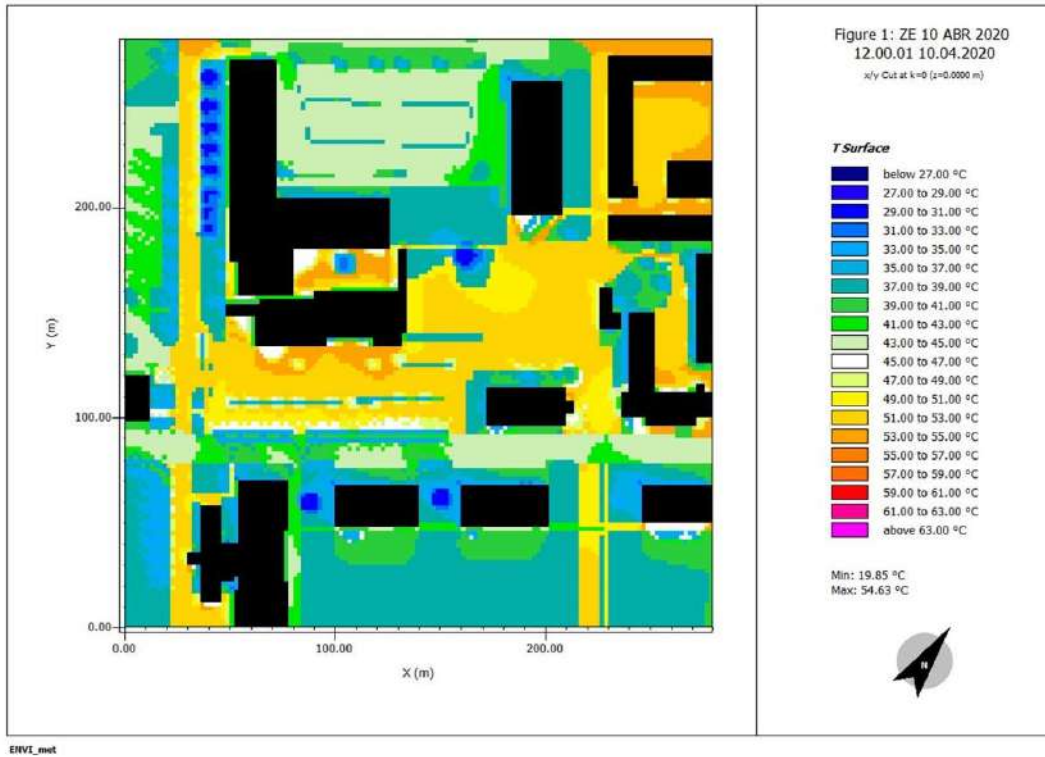 Figure 1: ZE 10 ABR 2020
12.00.01 10.04.2020
x/y Cut at k=0 (z=0.0000 m)
T Surface
below 27.00 °C
27.00 to 29.00 °C
29.00 to 31.00 °C
31.00 to 33.00 °C
33.00 to 35.00 °C
35.00 to 37.00 °C
37.00 to 39.00 °C
39.00 to 41.00 °C
41.00 to 43.00 °C
43.00 to 45.00 °C
45.00 to 47.00 °C
47.00 to 49.00 °C
49.00 to 51.00 °C
51.00 to 53.00 °C
53.00 to 55.00 °C
55.00 to 57.00 °C
57.00 to 59.00 °C
59.00 to 61.00 °C
61.00 to 63.00 °C
above 63.00 °C
Min: 19.85 °C
Max: 54.63 °C
N
200.00
Y (m)
100.00
0.00
0.00 100.00 200.00
X (m)
ENVI_met